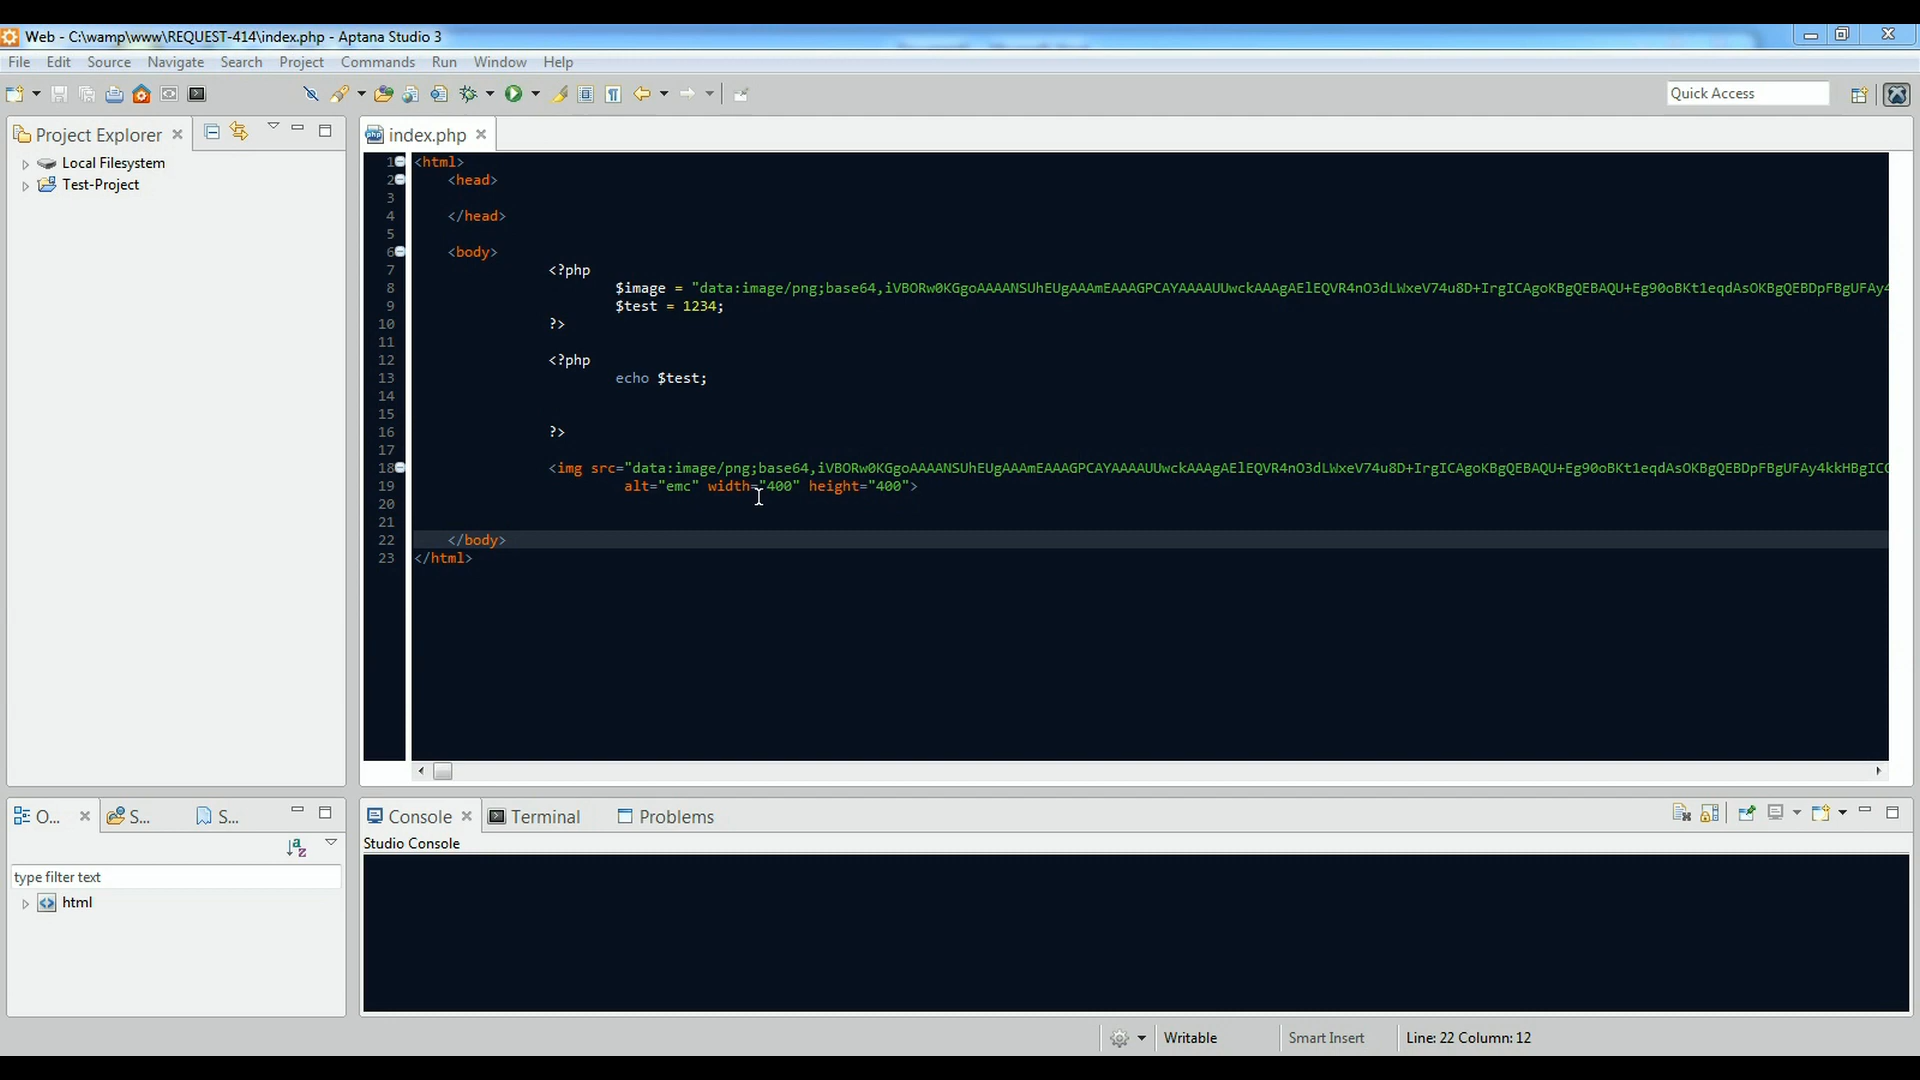 Web - C:\wamp\www\REQUEST-414\index.php - Aptana Studio 3
File Edit Source Navigate Search Project Commands Run Window Help
Quick Access
Project Explorer
Local Filesystem
Test-Project
index.php
1 <html>
2 <head>
3
4 </head>
5
6 <body>
7 <?php
8 $image = "data:image/png;base64,iVBORw0KGgoAAAANSUhEUgAAAmEAAAGPCAYAAAAUUwckAAAgAElEQVR4nO3dLWxeV74u8D+IrgICAgoKBgQEBAQU+Eg90oBKt1eqdAsOKBgQEBDpFBgUFAy4
9 $test = 1234;
10 ?>
11
12 <?php
13 echo $test;
14
15
16 ?>
17
18 <img src="data:image/png;base64,iVBORw0KGgoAAAANSUhEUgAAAmEAAAGPCAYAAAAUUwckAAAgAElEQVR4nO3dLWxeV74u8D+IrgICAgoKBgQEBAQU+Eg90oBKt1eqdAsOKBgQEBDpFBgUFAy4kkHBgIC
19 alt="emc" width="400" height="400">
20
21
22 </body>
23 </html>
O...
S...
S...
type filter text
html
Console Terminal Problems
Studio Console
Writable Smart Insert Line: 22 Column: 12